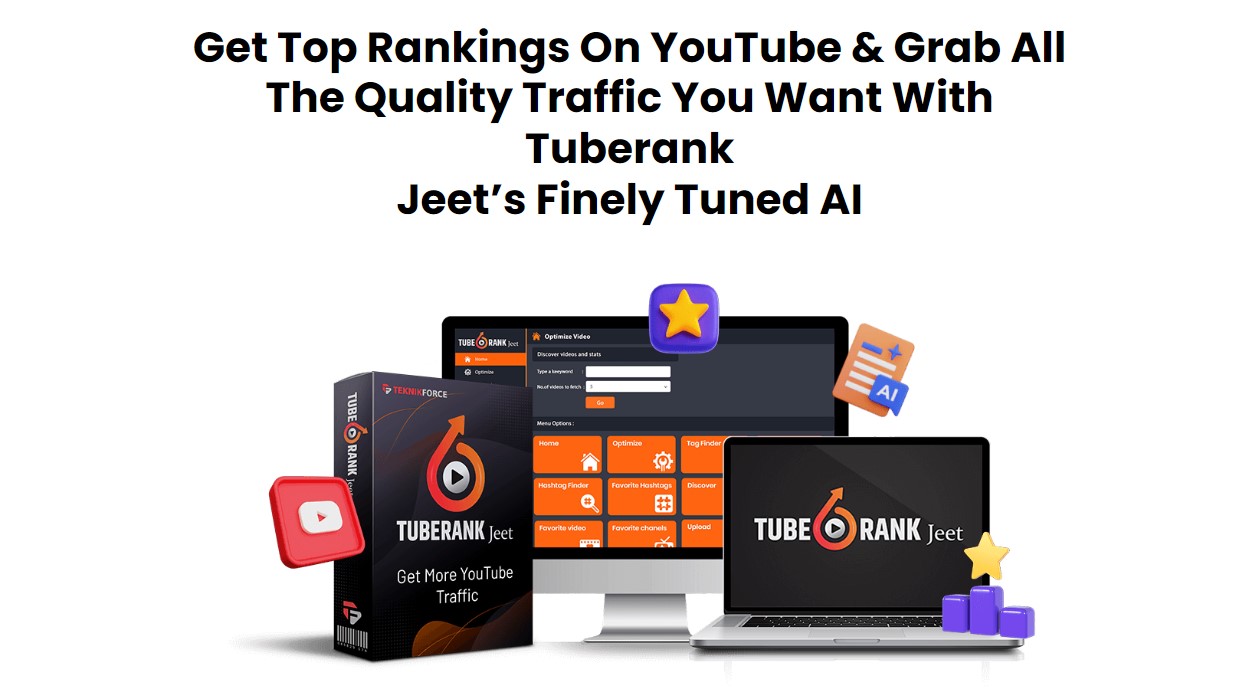 Get Top Rankings On YouTube & Grab All
The Quality Traffic You Want With
Tuberank
Jeet’s Finely Tuned AI
TUBE RANK Jeet
Home
Optimize
Optimize Video
Discover videos and stats
Type a keyword :
No.of videos to fetch :
5
Go
Menu Options :
Home
Optimize
Tag Finder
Hashtag Finder
Favorite Hashtags
Discover
Favorite video
Favorite chanels
Upload
TEKNIKFORCE
TUBERANK Jeet
Get More YouTube
Traffic
TUBE RANK Jeet
TUBE RANK Jeet
AI